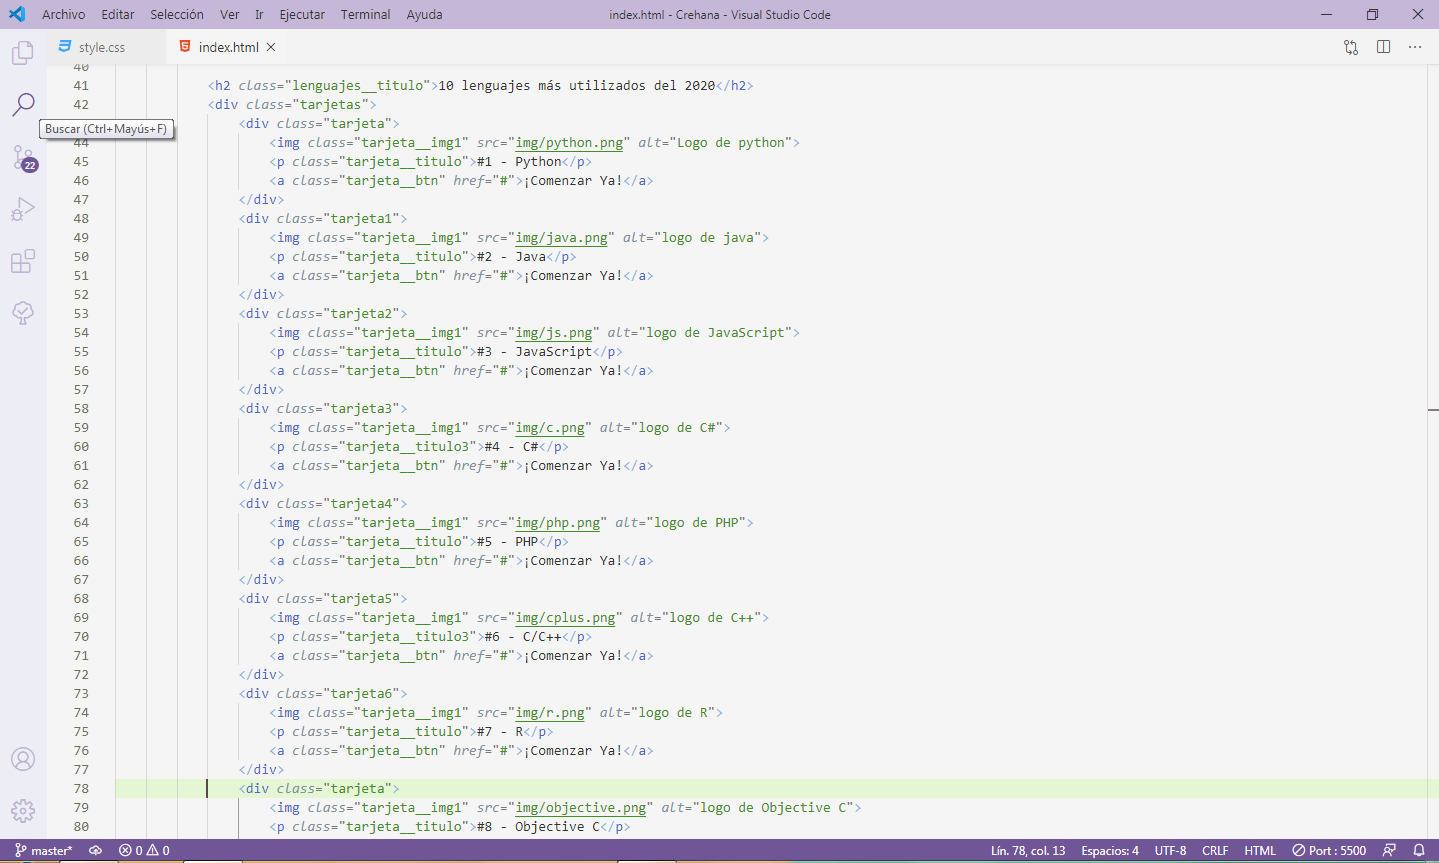 Archivo Editar Selección Ver Ir Ejecutar Terminal Ayuda index.html - Crehana - Visual Studio Code
style.css index.html
40
41 <h2 class="lenguajes__titulo">10 lenguajes más utilizados del 2020</h2>
42 <div class="tarjetas">
<div class="tarjeta">
Buscar (Ctrl+Mayús+F)
44 <img class="tarjeta__img1" src="img/python.png" alt="Logo de python">
45 <p class="tarjeta__titulo">#1 - Python</p>
22
46 <a class="tarjeta__btn" href="#">¡Comenzar Ya!</a>
47 </div>
48 <div class="tarjeta1">
49 <img class="tarjeta__img1" src="img/java.png" alt="logo de java">
50 <p class="tarjeta__titulo">#2 - Java</p>
51 <a class="tarjeta__btn" href="#">¡Comenzar Ya!</a>
52 </div>
53 <div class="tarjeta2">
54 <img class="tarjeta__img1" src="img/js.png" alt="logo de JavaScript">
55 <p class="tarjeta__titulo">#3 - JavaScript</p>
56 <a class="tarjeta__btn" href="#">¡Comenzar Ya!</a>
57 </div>
58 <div class="tarjeta3">
59 <img class="tarjeta__img1" src="img/c.png" alt="logo de C#">
60 <p class="tarjeta__titulo3">#4 - C#</p>
61 <a class="tarjeta__btn" href="#">¡Comenzar Ya!</a>
62 </div>
63 <div class="tarjeta4">
64 <img class="tarjeta__img1" src="img/php.png" alt="logo de PHP">
65 <p class="tarjeta__titulo">#5 - PHP</p>
66 <a class="tarjeta__btn" href="#">¡Comenzar Ya!</a>
67 </div>
68 <div class="tarjeta5">
69 <img class="tarjeta__img1" src="img/cplus.png" alt="logo de C++">
70 <p class="tarjeta__titulo3">#6 - C/C++</p>
71 <a class="tarjeta__btn" href="#">¡Comenzar Ya!</a>
72 </div>
73 <div class="tarjeta6">
74 <img class="tarjeta__img1" src="img/r.png" alt="logo de R">
75 <p class="tarjeta__titulo">#7 - R</p>
76 <a class="tarjeta__btn" href="#">¡Comenzar Ya!</a>
77 </div>
78 <div class="tarjeta">
79 <img class="tarjeta__img1" src="img/objective.png" alt="logo de Objective C">
80 <p class="tarjeta__titulo">#8 - Objective C</p>
master* 0 0 Lín. 78, col. 13 Espacios: 4 UTF-8 CRLF HTML Port : 5500